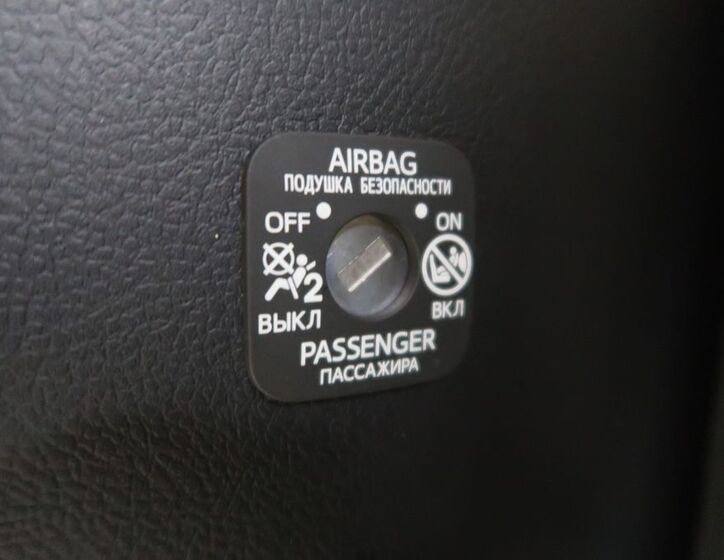 AIRBAG
ПОДУШКА БЕЗОПАСНОСТИ
OFF ON
2
ВЫКЛ ВКЛ
PASSENGER
ПАССАЖИРА